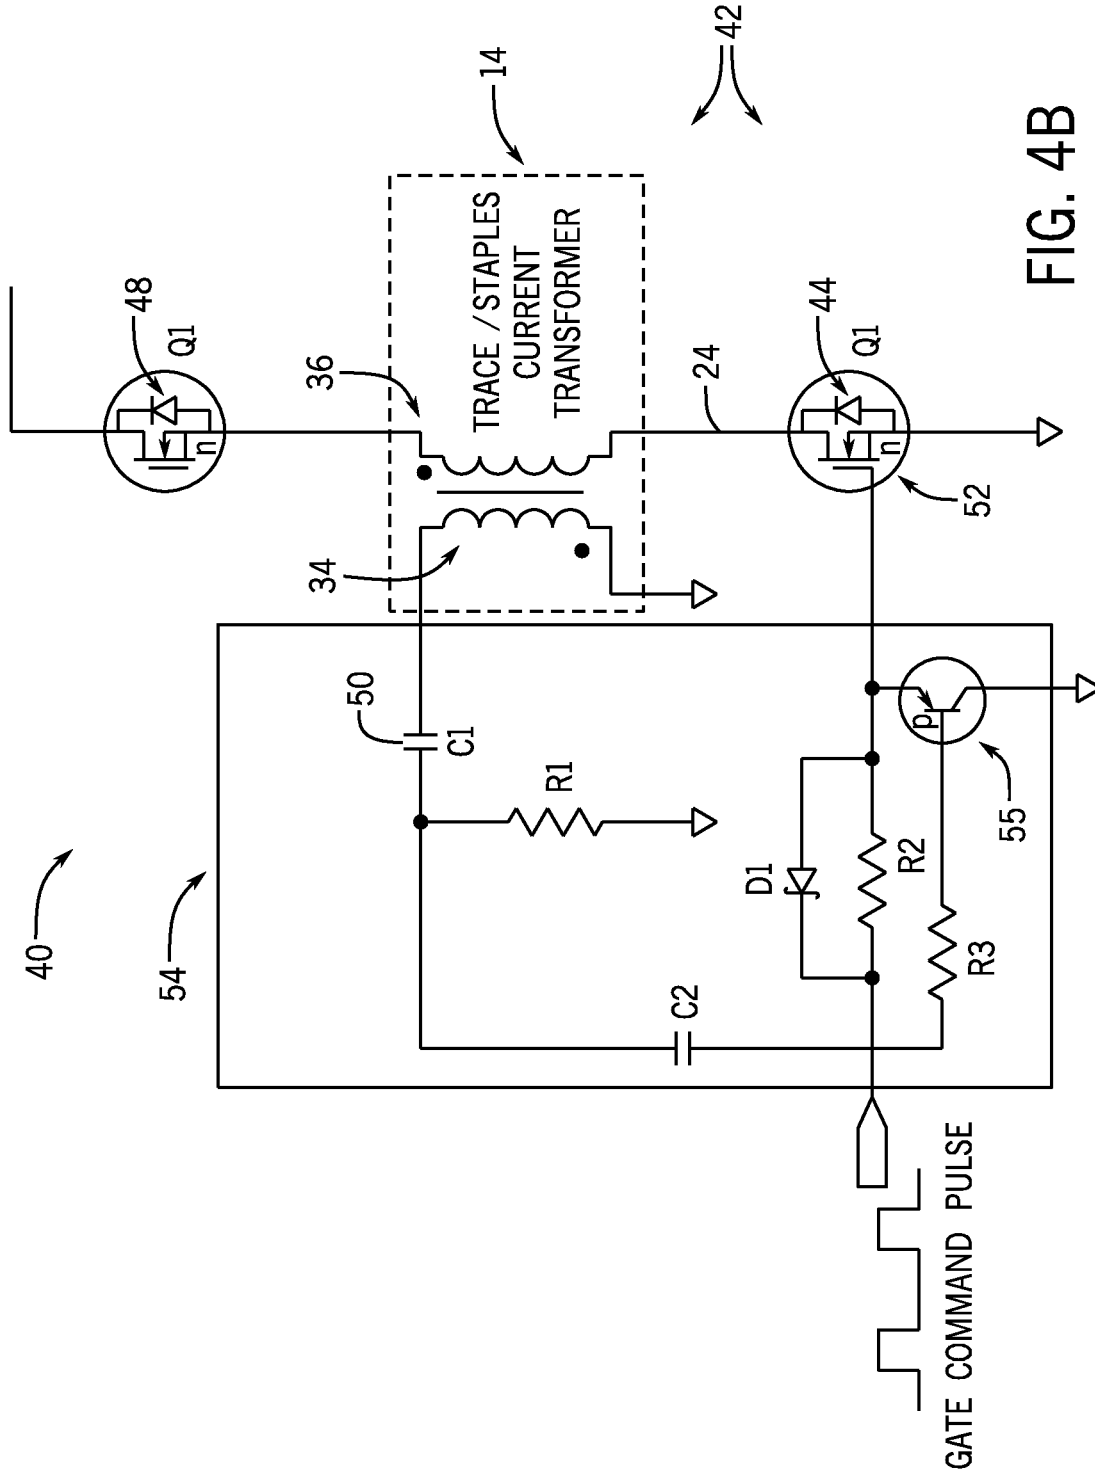 40
54
48
Q1
14
36
TRACE / STAPLES
CURRENT
TRANSFORMER
34
42
50
C1
R1
24
44
Q1
n
n
52
C2
D1
R2
R3
p
55
GATE COMMAND PULSE
FIG. 4B